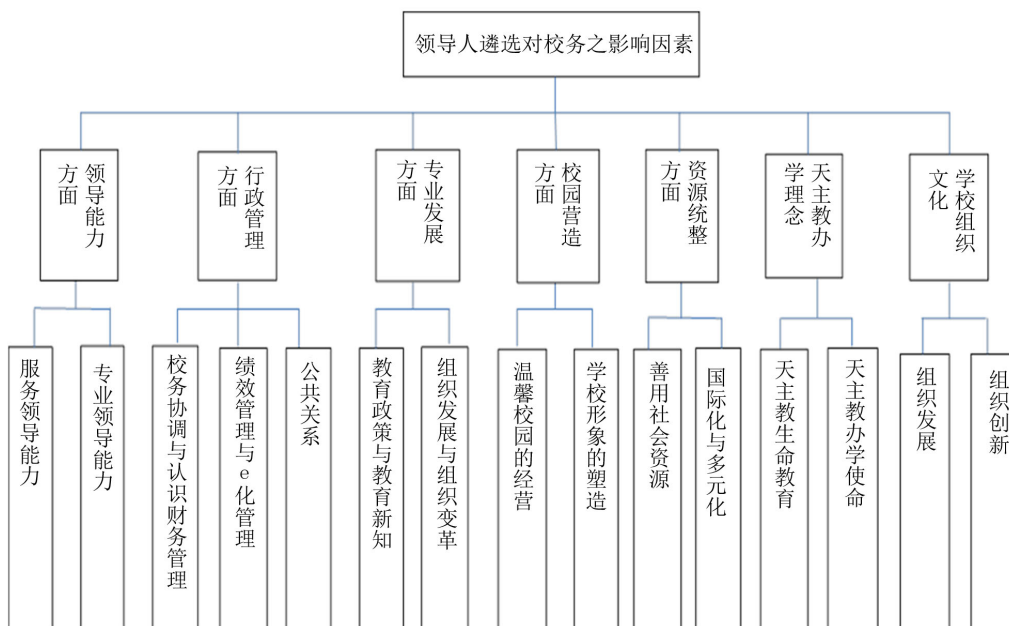 领导人遴选对校务之影响因素
领导能力
方面
行政管理
方面
专业发展
方面
校园营造
方面
资源统整
方面
天主教办
学理念
学校组织
文化
服务领导能力
专业领导能力
校务协调与认识财务管理
绩效管理与e化管理
公共关系
教育政策与教育新知
组织发展与组织变革
温馨校园的经营
学校形象的塑造
善用社会资源
国际化与多元化
天主教生命教育
天主教办学使命
组织发展
组织创新